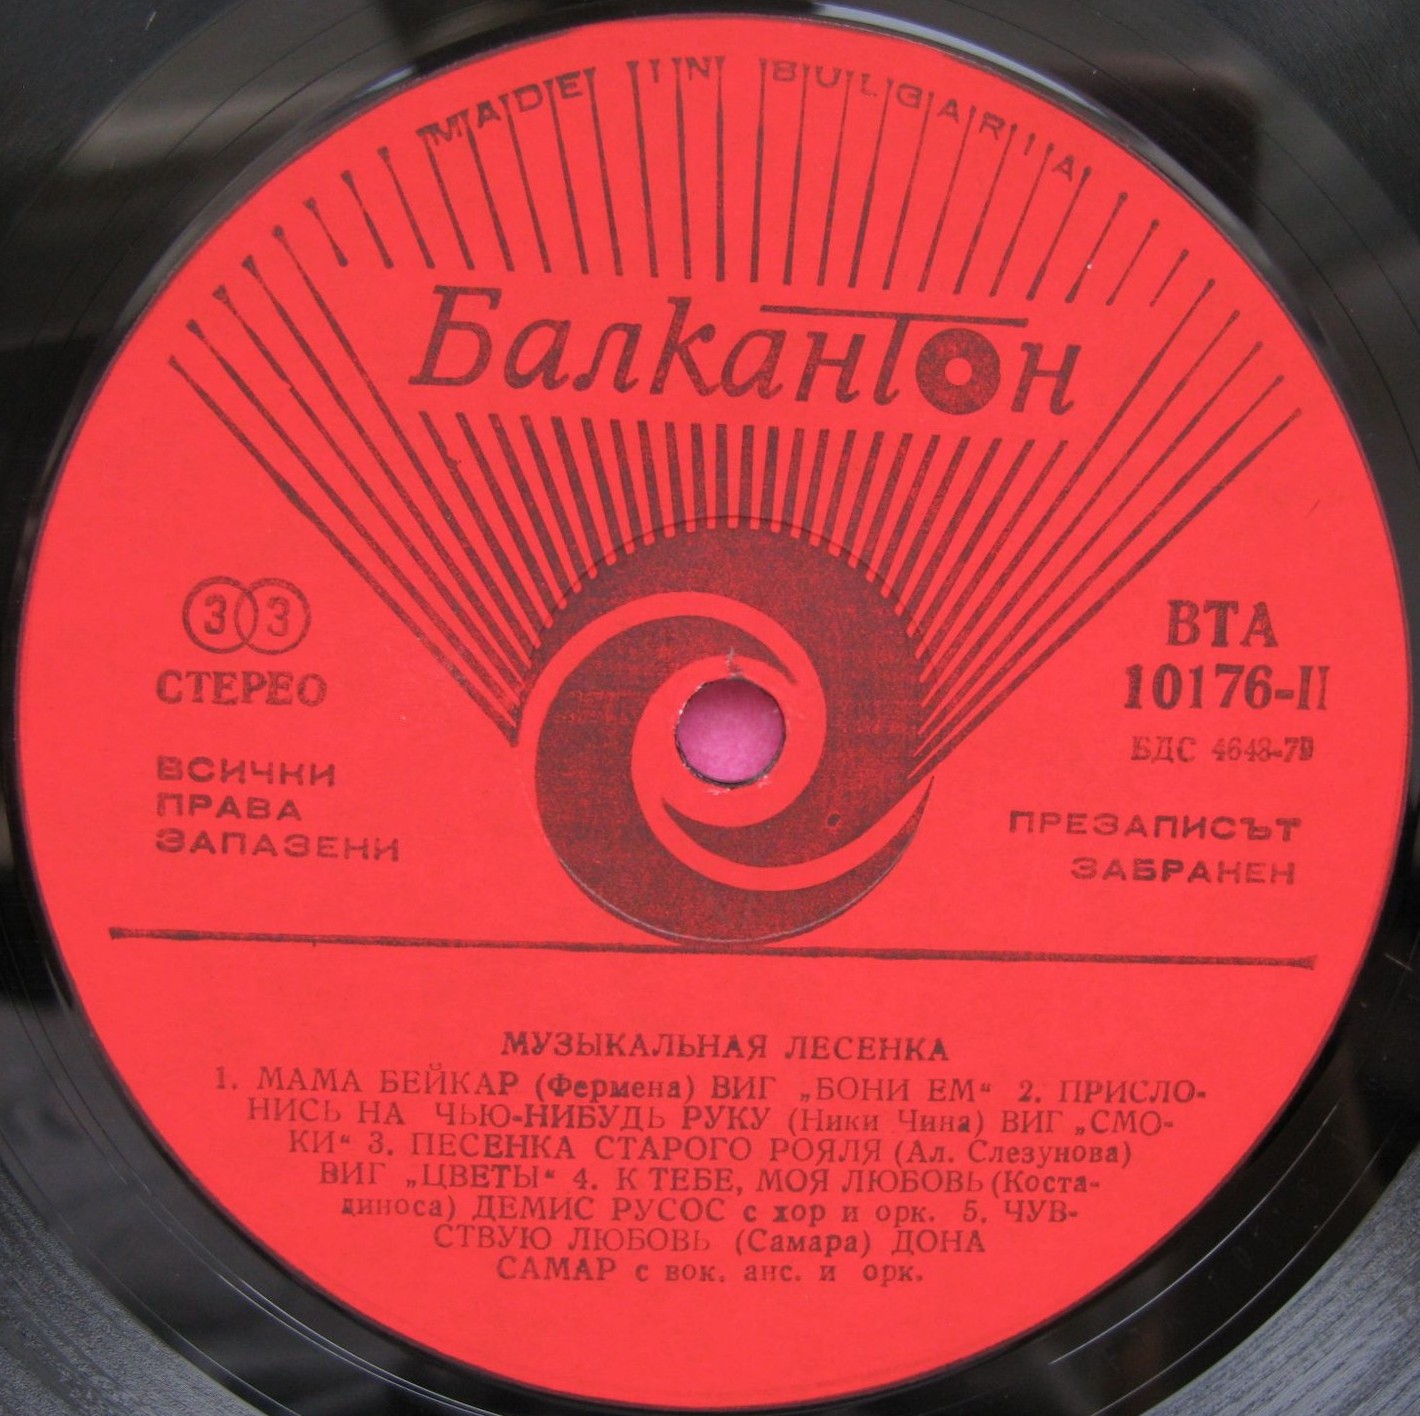 MADE IN BULGARIA
Балкантон
33
СТЕРЕО
ВСИЧКИ
ПРАВА
ЗАПАЗЕНИ
ВТА
10176-II
БДС 4648-70
ПРЕЗАПИСЪТ
ЗАБРАНЕН
МУЗЫКАЛЬНАЯ ЛЕСЕНКА
1. МАМА БЕЙКАР (Фермена) ВИГ „БОНИ ЕМ“ 2. ПРИСЛО-
НИСЬ НА ЧЬЮ-НИБУДЬ РУКУ (Ники Чина) ВИГ „СМО-
КИ“ 3. ПЕСЕНКА СТАРОГО РОЯЛЯ (Ал. Слезунова)
ВИГ „ЦВЕТЫ“ 4. К ТЕБЕ, МОЯ ЛЮБОВЬ (Коста-
диноса) ДЕМИС РУСОС с хор и орк. 5. ЧУВ-
СТВУЮ ЛЮБОВЬ (Самара) ДОНА
САМАР с вок. анс. и орк.